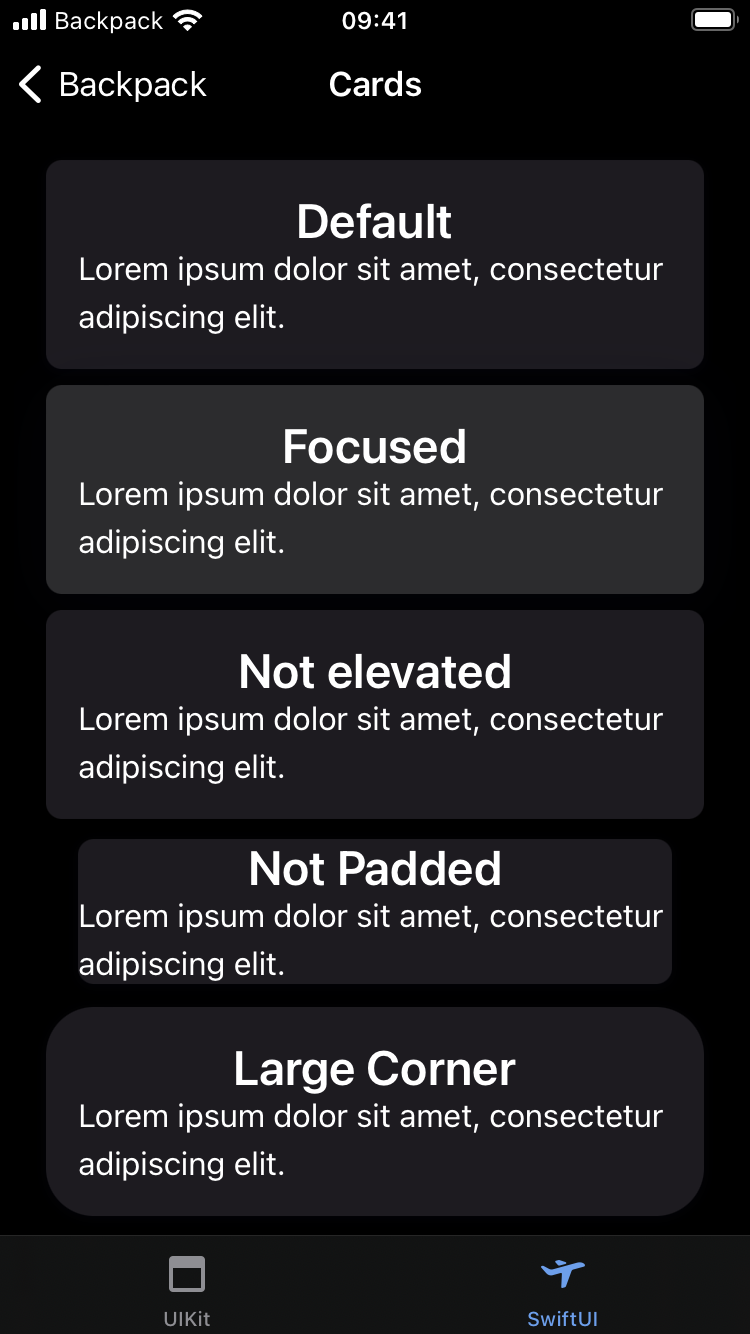 Backpack 09:41
Backpack Cards
Default
Lorem ipsum dolor sit amet, consectetur
adipiscing elit.
Focused
Lorem ipsum dolor sit amet, consectetur
adipiscing elit.
Not elevated
Lorem ipsum dolor sit amet, consectetur
adipiscing elit.
Not Padded
Lorem ipsum dolor sit amet, consectetur
adipiscing elit.
Large Corner
Lorem ipsum dolor sit amet, consectetur
adipiscing elit.
UIKit SwiftUI